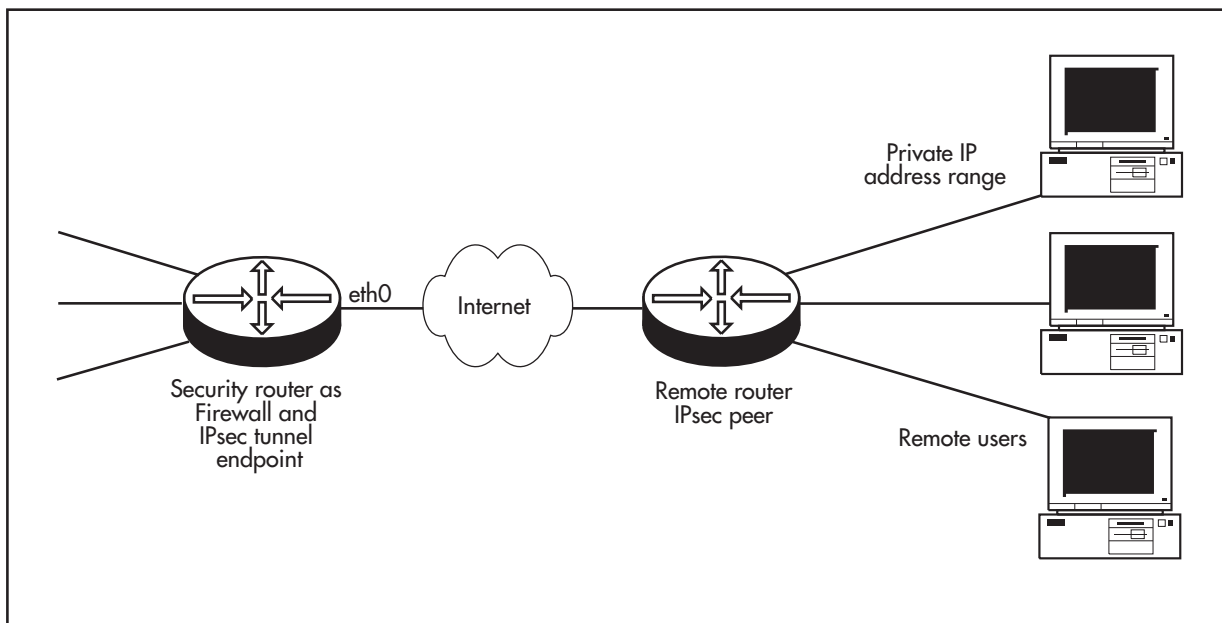 Private IP
address range
eth0
Internet
Security router as
Firewall and
IPsec tunnel
endpoint
Remote router
IPsec peer
Remote users